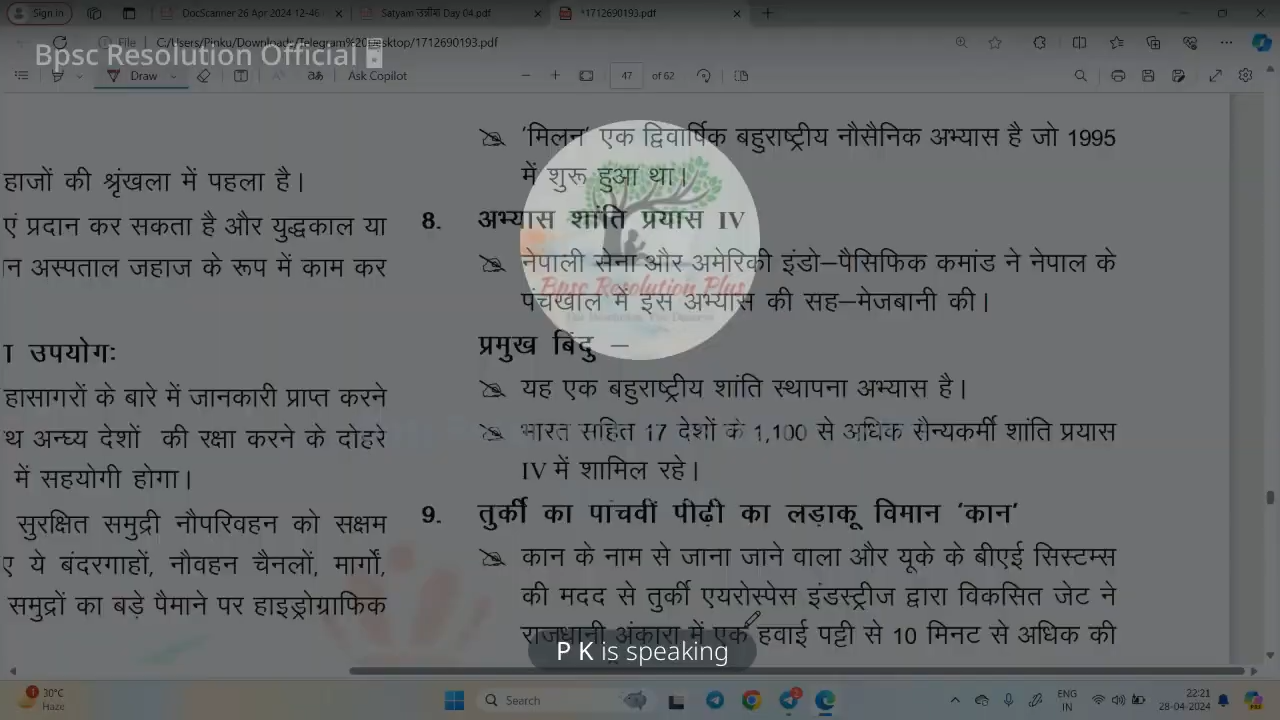 Sign in
DocScanner 26 Apr 2024 12-46
Satyam उत्तीमा Day 04.pdf
*1712690193.pdf
File
C:/Users/Pinku/Downloads/Telegram%20Desktop/1712690193.pdf
Bpsc Resolution Official
Draw
Ask Copilot
47 of 62
हाजों की श्रृंखला में पहला है।
एं प्रदान कर सकता है और युद्धकाल या
न अस्पताल जहाज के रूप में काम कर
ा उपयोगः
हासागरों के बारे में जानकारी प्राप्त करने
थ अन्घ्य देशों की रक्षा करने के दोहरे
में सहयोगी होगा।
सुरक्षित समुद्री नौपरिवहन को सक्षम
ए ये बंदरगाहों, नौवहन चैनलों, मार्गों,
समुद्रों का बड़े पैमाने पर हाइड्रोग्राफिक
'मिलन' एक द्विवार्षिक बहुराष्ट्रीय नौसैनिक अभ्यास है जो 1995
में शुरू हुआ था।
8. अभ्यास शांति प्रयास IV
नेपाली सेना और अमेरिकी इंडो–पैसिफिक कमांड ने नेपाल के
पंचखाल में इस अभ्यास की सह–मेजबानी की।
प्रमुख बिंदु –
यह एक बहुराष्ट्रीय शांति स्थापना अभ्यास है।
भारत सहित 17 देशों के 1,100 से अधिक सैन्यकर्मी शांति प्रयास
IV में शामिल रहे।
9. तुर्की का पांचवीं पीढ़ी का लड़ाकू विमान 'कान'
कान के नाम से जाना जाने वाला और यूके के बीएई सिस्टम्स
की मदद से तुर्की एयरोस्पेस इंडस्ट्रीज द्वारा विकसित जेट ने
राजधानी अंकारा में एक हवाई पट्टी से 10 मिनट से अधिक की
Bpsc Resolution Plus
P K is speaking
30°C
Haze
Search
ENG
IN
22:21
28-04-2024